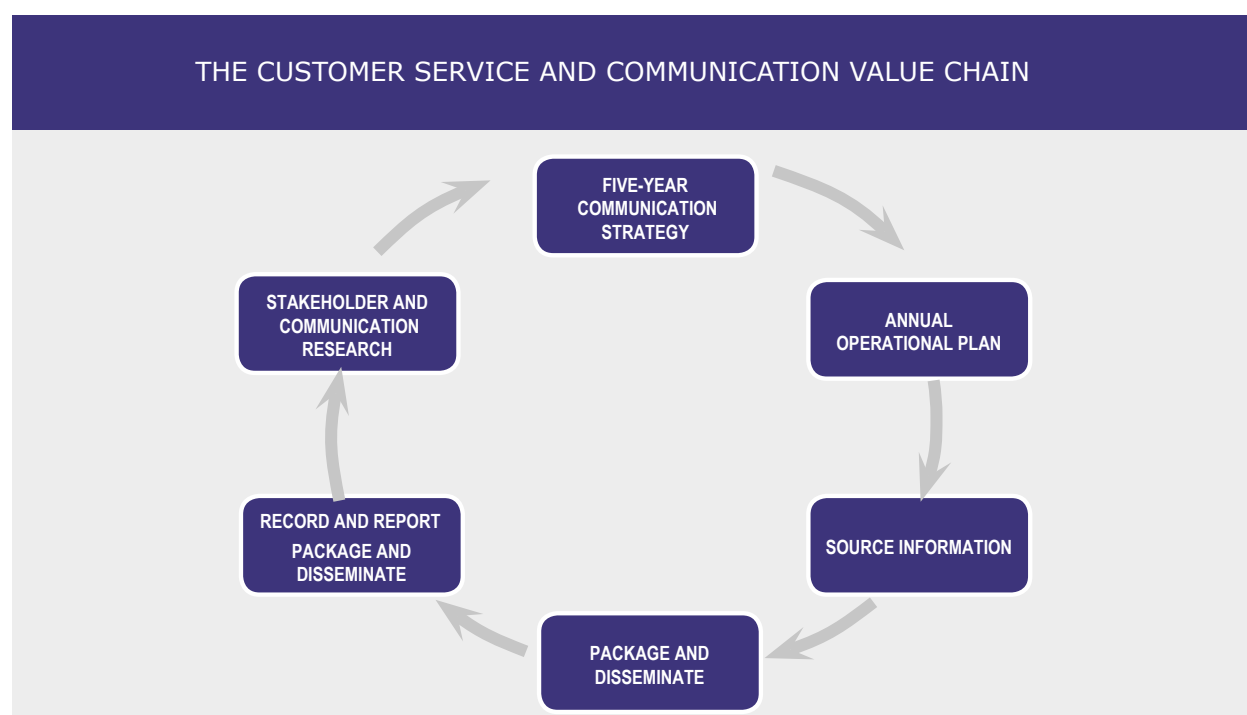 THE CUSTOMER SERVICE AND COMMUNICATION VALUE CHAIN
FIVE-YEAR
COMMUNICATION
STRATEGY
ANNUAL
OPERATIONAL PLAN
SOURCE INFORMATION
PACKAGE AND
DISSEMINATE
RECORD AND REPORT
PACKAGE AND
DISSEMINATE
STAKEHOLDER AND
COMMUNICATION
RESEARCH